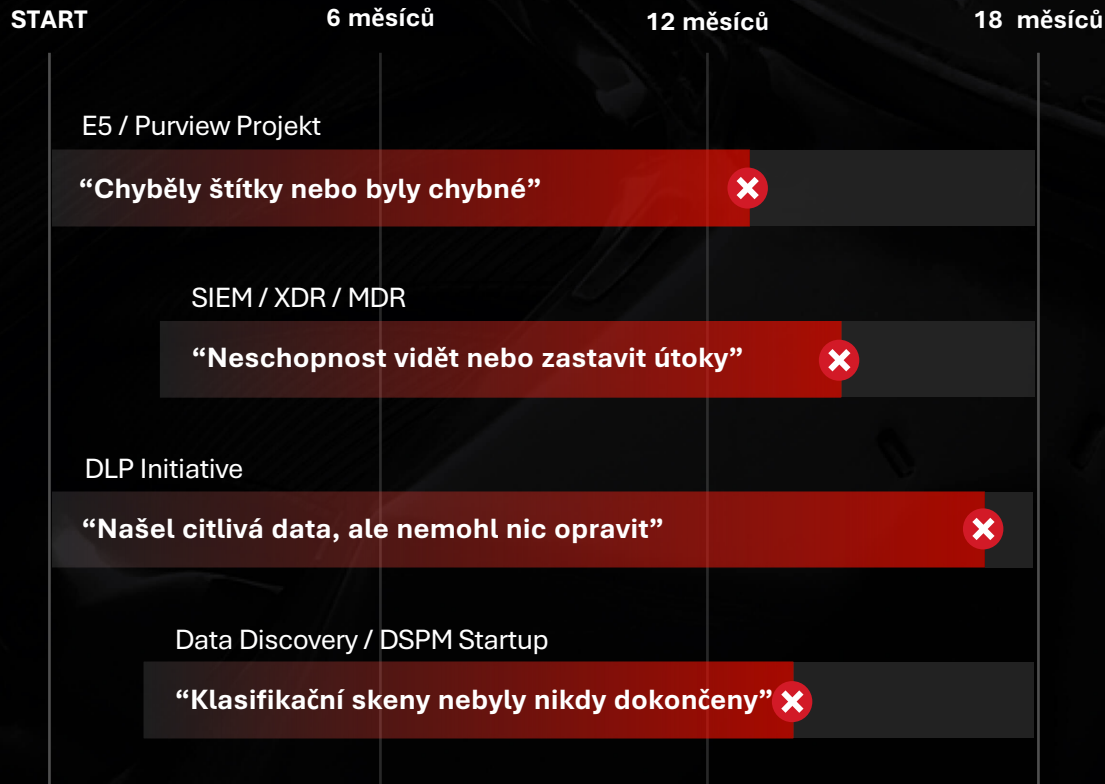 START
6 měsíců
12 měsíců
18 měsíců
E5 / Purview Projekt
“Chyběly štítky nebo byly chybné”
SIEM / XDR / MDR
“Neschopnost vidět nebo zastavit útoky”
DLP Initiative
“Našel citlivá data, ale nemohl nic opravit”
Data Discovery / DSPM Startup
“Klasifikační skeny nebyly nikdy dokončeny”